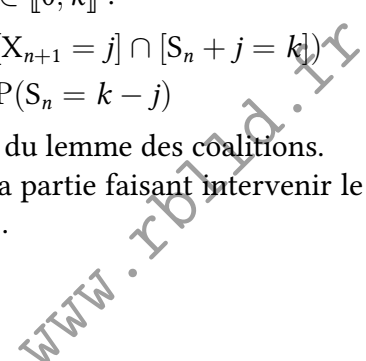 ∈ ⟦0, k⟧ :
[X_{n+1} = j] ∩ [S_n + j = k])
P(S_n = k − j)
du lemme des coalitions.
a partie faisant intervenir le
.
www.rblld.fr